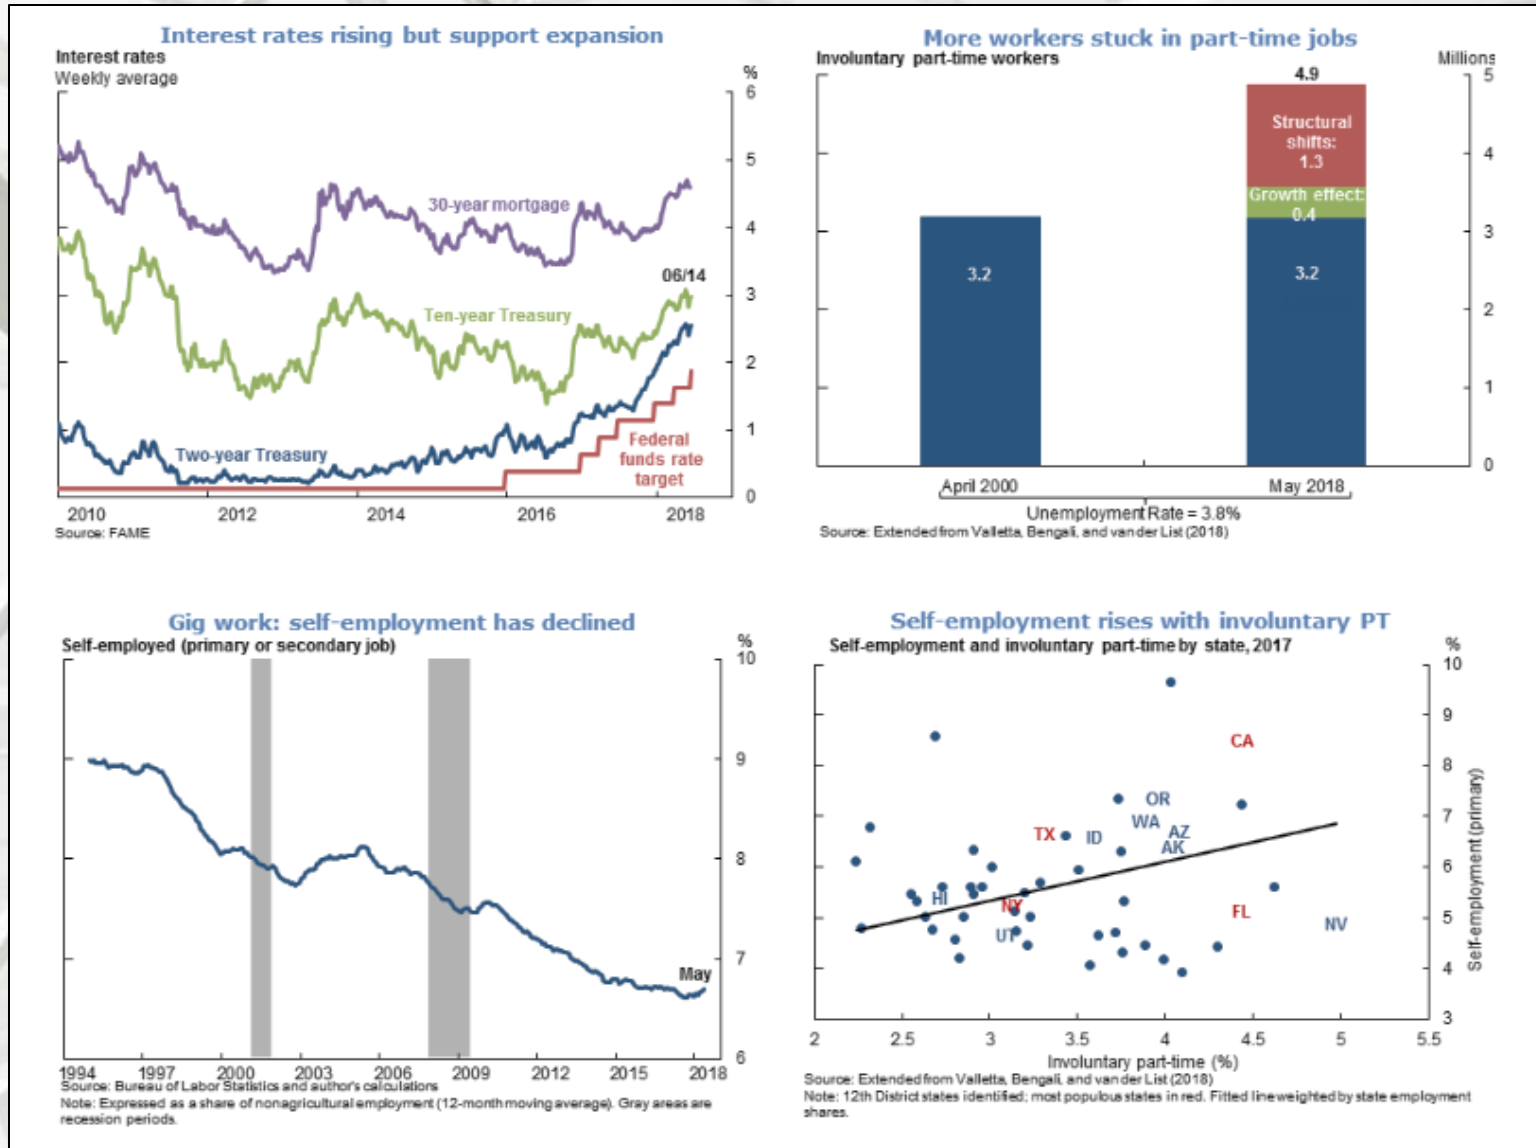 Interest rates rising but support expansion
Interest rates
Weekly average
%
6
5
4
3
2
1
0
30-year mortgage
06/14
Ten-year Treasury
Two-year Treasury
Federal
funds rate
target
2010 2012 2014 2016 2018
Source: FAME
More workers stuck in part-time jobs
Involuntary part-time workers
Millions
5
4
3
2
1
0
4.9
Structural
shifts:
1.3
Growth effect:
0.4
3.2
3.2
April 2000 May 2018
Unemployment Rate = 3.8%
Source: Extended from Valletta, Bengali, and van der List (2018)
Gig work: self-employment has declined
Self-employed (primary or secondary job)
%
10
9
8
7
6
May
1994 1997 2000 2003 2006 2009 2012 2015 2018
Source: Bureau of Labor Statistics and author's calculations
Note: Expressed as a share of nonagricultural employment (12-month moving average). Gray areas are
recession periods.
Self-employment rises with involuntary PT
Self-employment and involuntary part-time by state, 2017
%
10
9
8
7
6
5
4
3
Self-employment (primary)
CA
OR
WA
AZ
TX
ID
AK
HI
NY
FL
UT
NV
2 2.5 3 3.5 4 4.5 5 5.5
Involuntary part-time (%)
Source: Extended from Valletta, Bengali, and van der List (2018)
Note: 12th District states identified; most populous states in red. Fitted line weighted by state employment
shares.